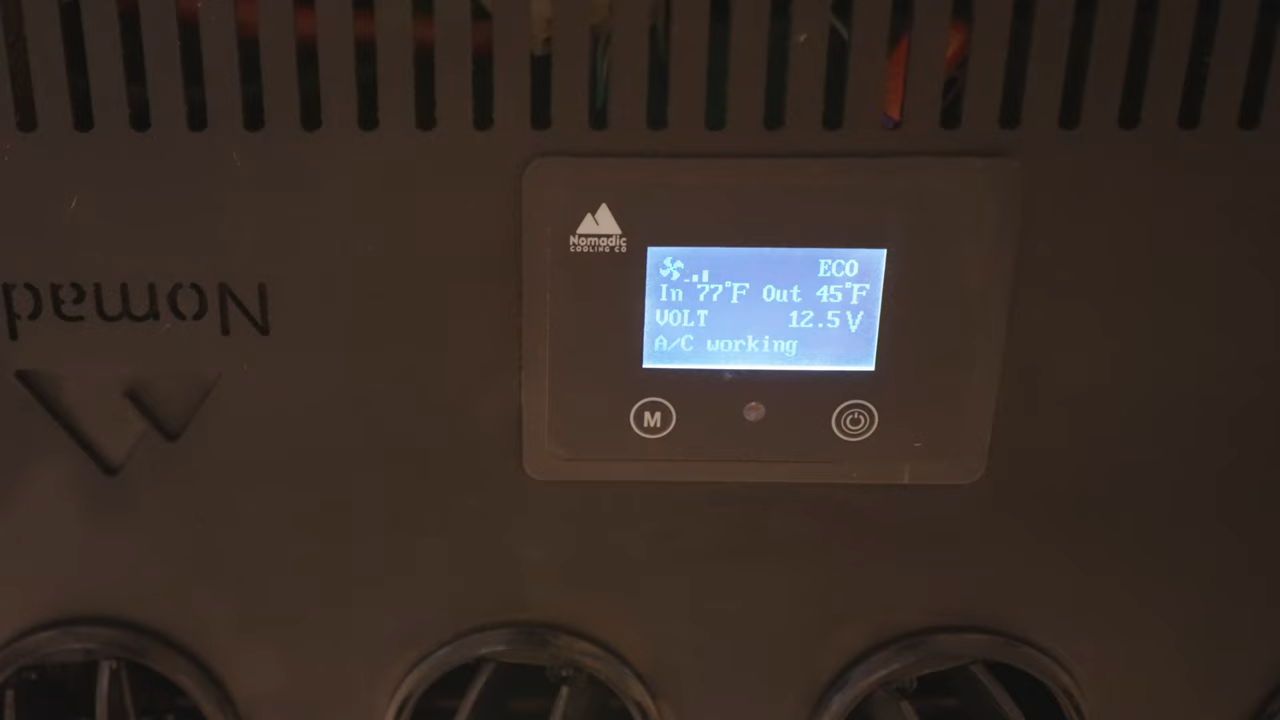 Nomadic
COOLING CO
ECO
In 77°F Out 45°F
VOLT 12.5V
A/C working
M
Nomad